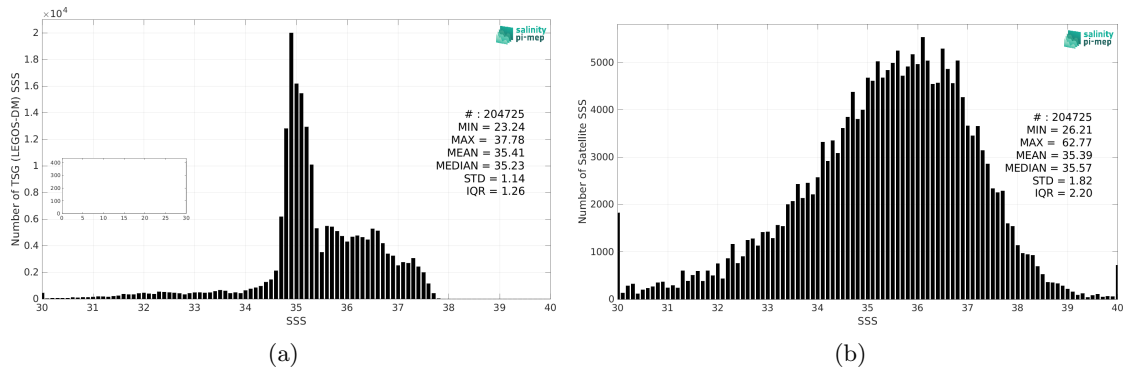 ×10⁴
2
1.8
1.6
1.4
1.2
1
0.8
0.6
0.4
0.2
0
Number of TSG (LEGOS-DM) SSS
salinity
pi-mep
# : 204725
MIN = 23.24
MAX = 37.78
MEAN = 35.41
MEDIAN = 35.23
STD = 1.14
IQR = 1.26
400
300
200
100
0
0 5 10 15 20 25 30
30 31 32 33 34 35 36 37 38 39 40
SSS
(a)
5000
4000
3000
2000
1000
0
Number of Satellite SSS
salinity
pi-mep
# : 204725
MIN = 26.21
MAX = 62.77
MEAN = 35.39
MEDIAN = 35.57
STD = 1.82
IQR = 2.20
30 31 32 33 34 35 36 37 38 39 40
SSS
(b)